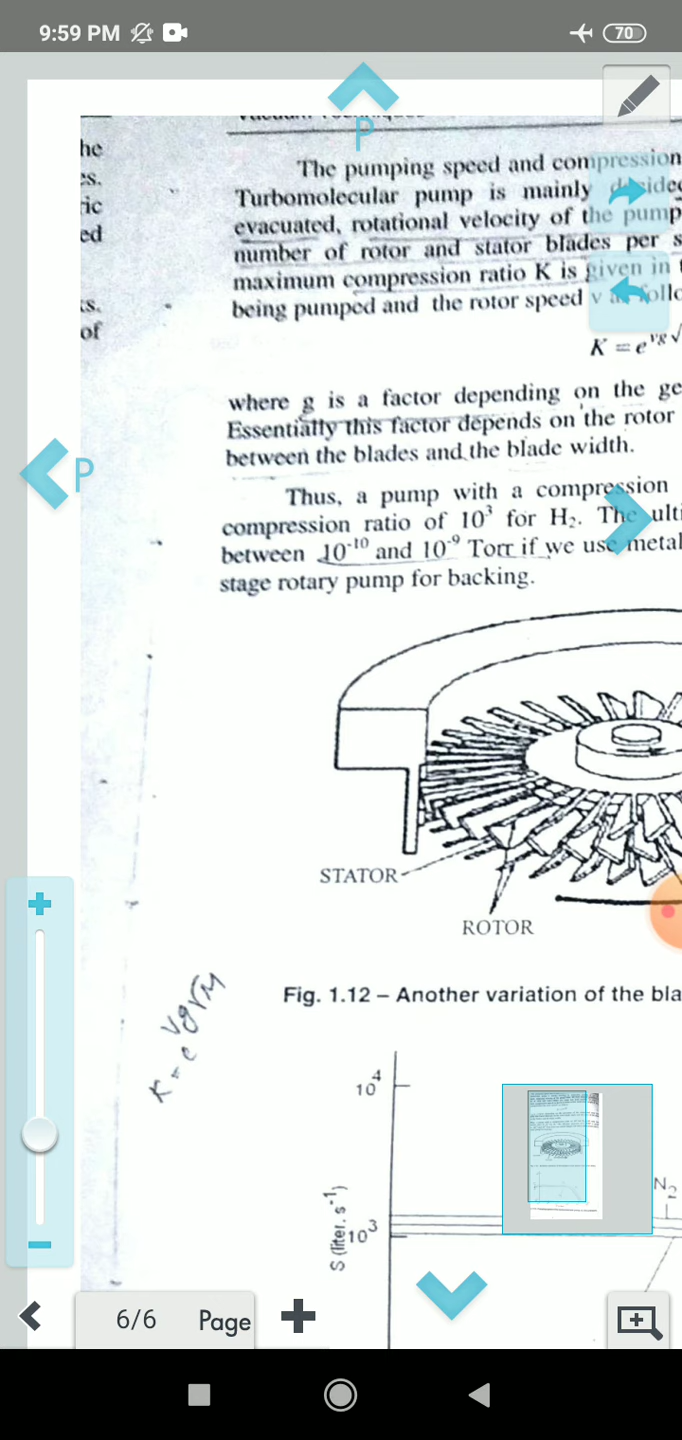 9:59 PM
70
P
he
es.
ric
ed
ks.
of
The pumping speed and compression
Turbomolecular pump is mainly
evacuated, rotational velocity of the pump
number of rotor and stator blades per s
maximum compression ratio K is given in
being pumped and the rotor speed v
K = e^vg√
where g is a factor depending on the ge
Essentially this factor depends on the rotor
between the blades and the blade width.
P
Thus, a pump with a compression
compression ratio of 10³ for H₂. The ulti
between 10⁻¹⁰ and 10⁻⁹ Torr if we use metal
stage rotary pump for backing.
STATOR
ROTOR
Fig. 1.12 – Another variation of the bla
K = e^Vg√M
10⁴
N₂
S (liter. s⁻¹)
10³
6/6 Page